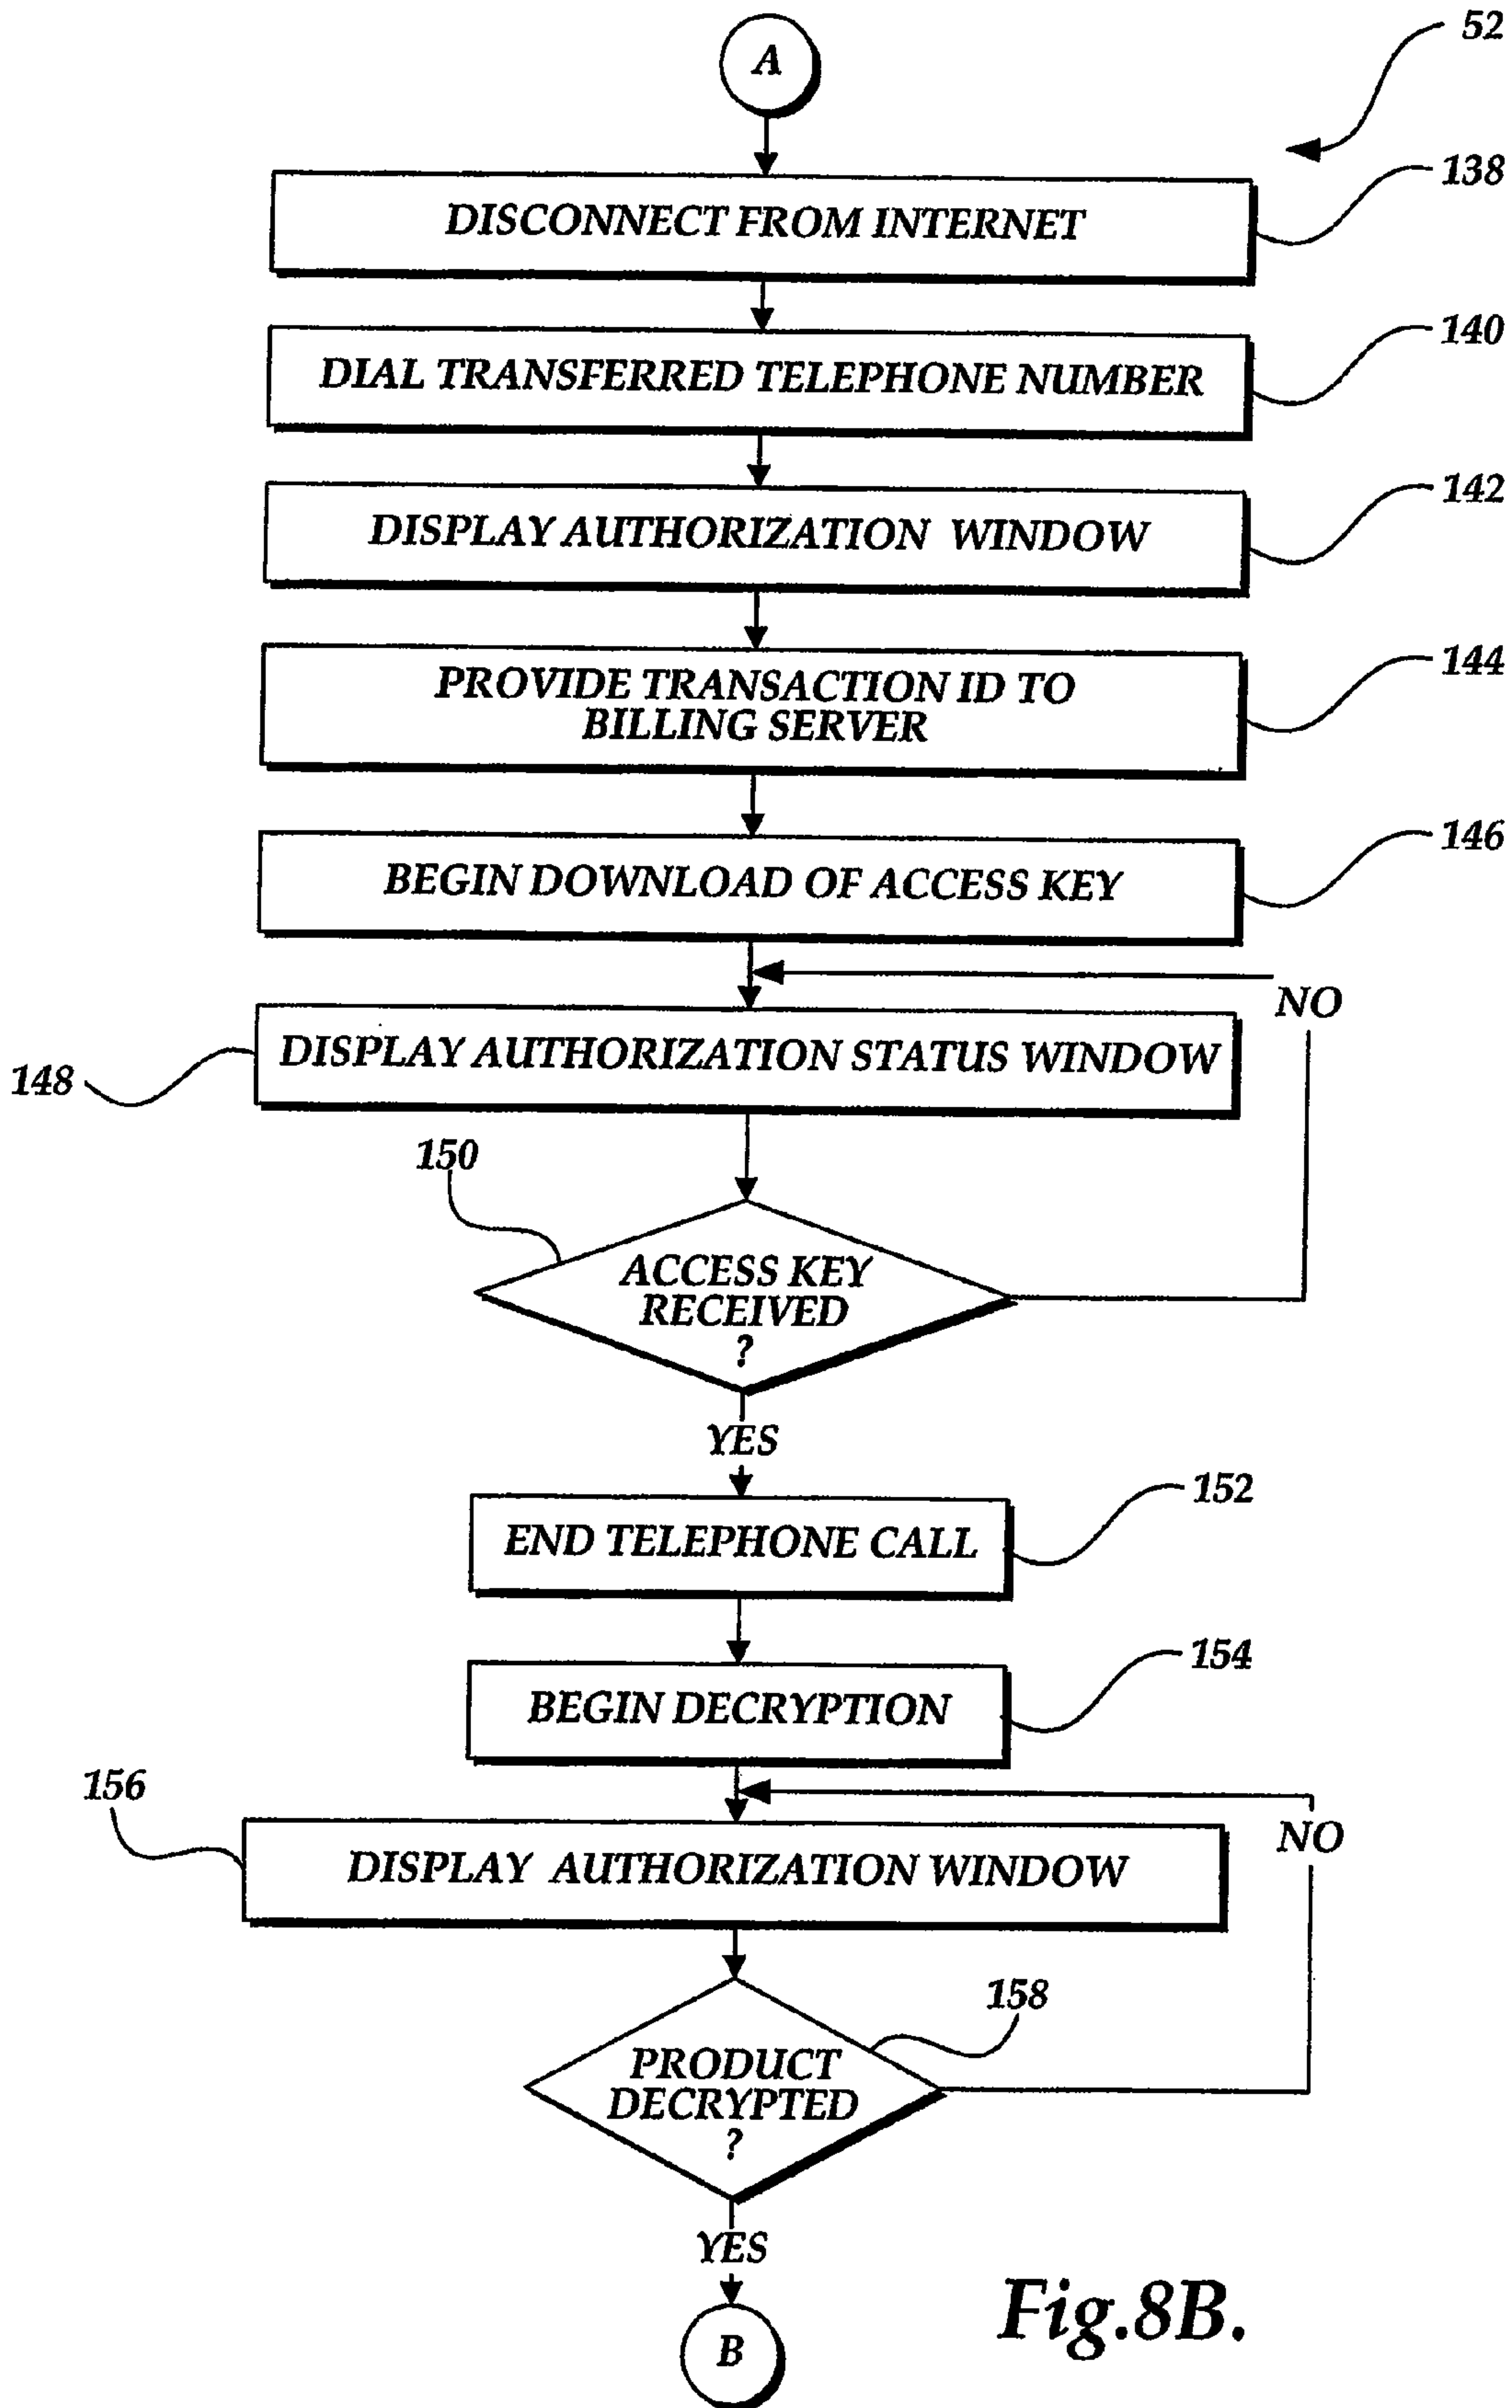 A
52
138
DISCONNECT FROM INTERNET
140
DIAL TRANSFERRED TELEPHONE NUMBER
142
DISPLAY AUTHORIZATION WINDOW
144
PROVIDE TRANSACTION ID TO
BILLING SERVER
146
BEGIN DOWNLOAD OF ACCESS KEY
NO
DISPLAY AUTHORIZATION STATUS WINDOW
148
150
ACCESS KEY
RECEIVED
?
YES
152
END TELEPHONE CALL
154
BEGIN DECRYPTION
156
NO
DISPLAY AUTHORIZATION WINDOW
158
PRODUCT
DECRYPTED
?
YES
B
Fig.8B.